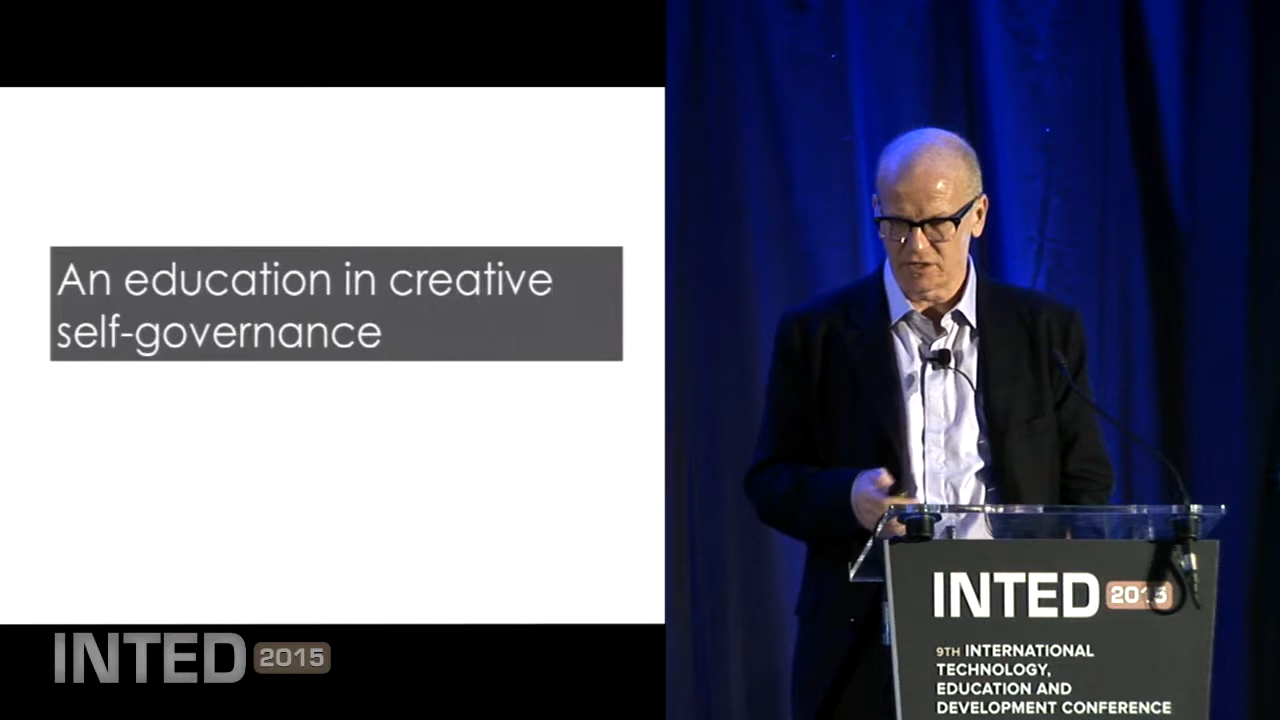 An education in creative
self-governance
INTED 2015
INTED 2015
9TH INTERNATIONAL
TECHNOLOGY,
EDUCATION AND
DEVELOPMENT CONFERENCE